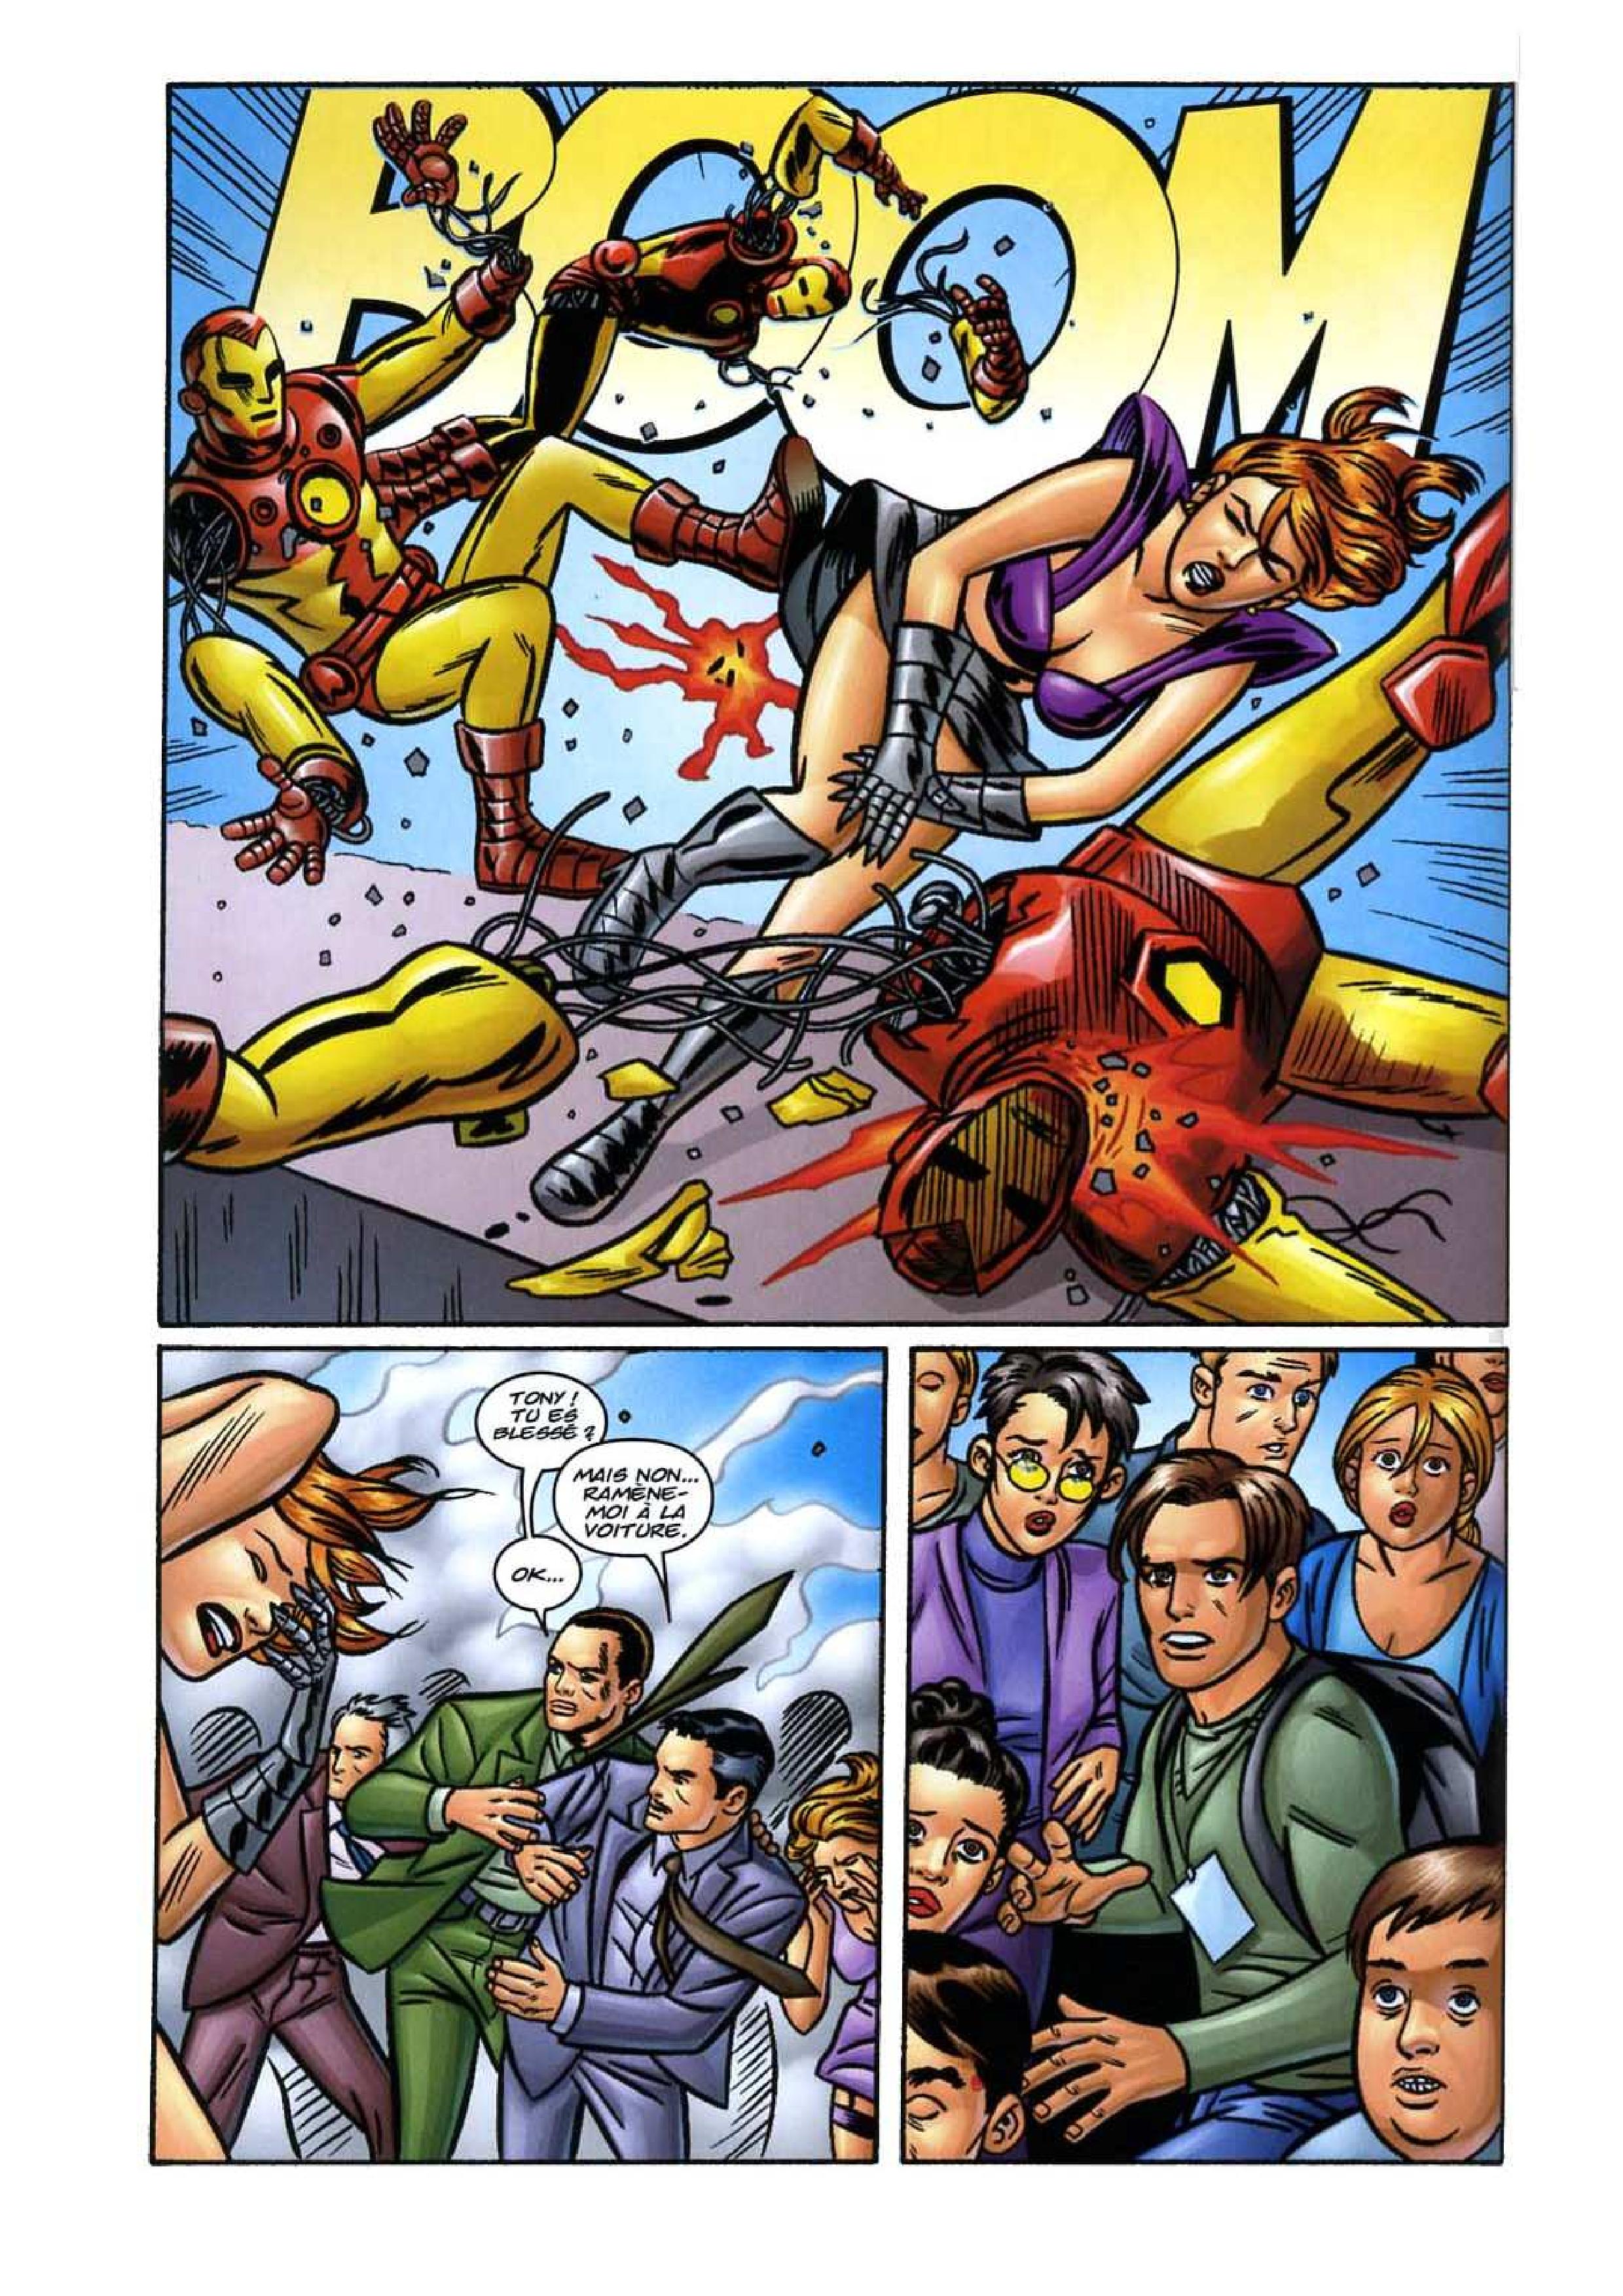 BOOM
TONY !
TU ES
BLESSÉ ?
MAIS NON...
RAMÈNE-
MOI À LA
VOITURE.
OK...